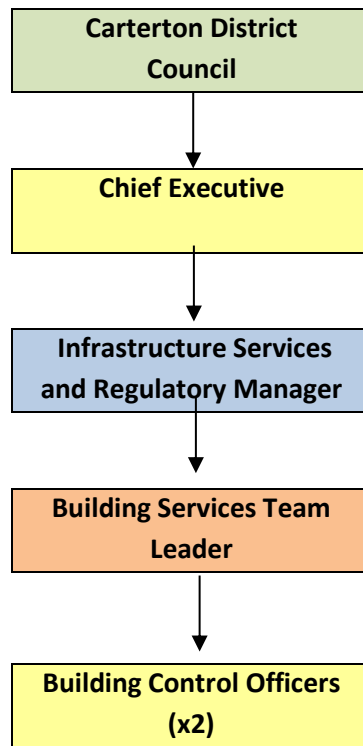 Carterton District
Council
Chief Executive
Infrastructure Services
and Regulatory Manager
Building Services Team
Leader
Building Control Officers
(x2)